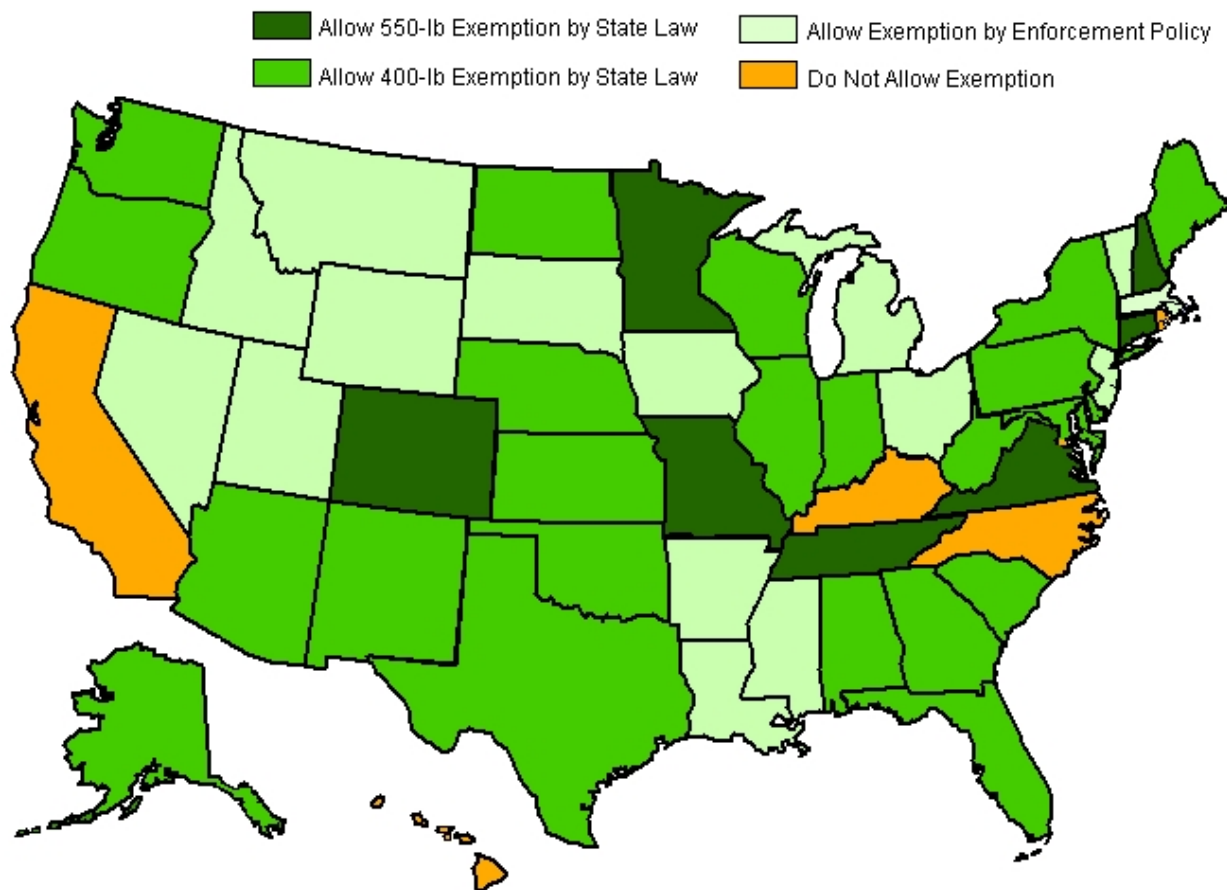 Allow 550-lb Exemption by State Law
Allow Exemption by Enforcement Policy
Allow 400-lb Exemption by State Law
Do Not Allow Exemption